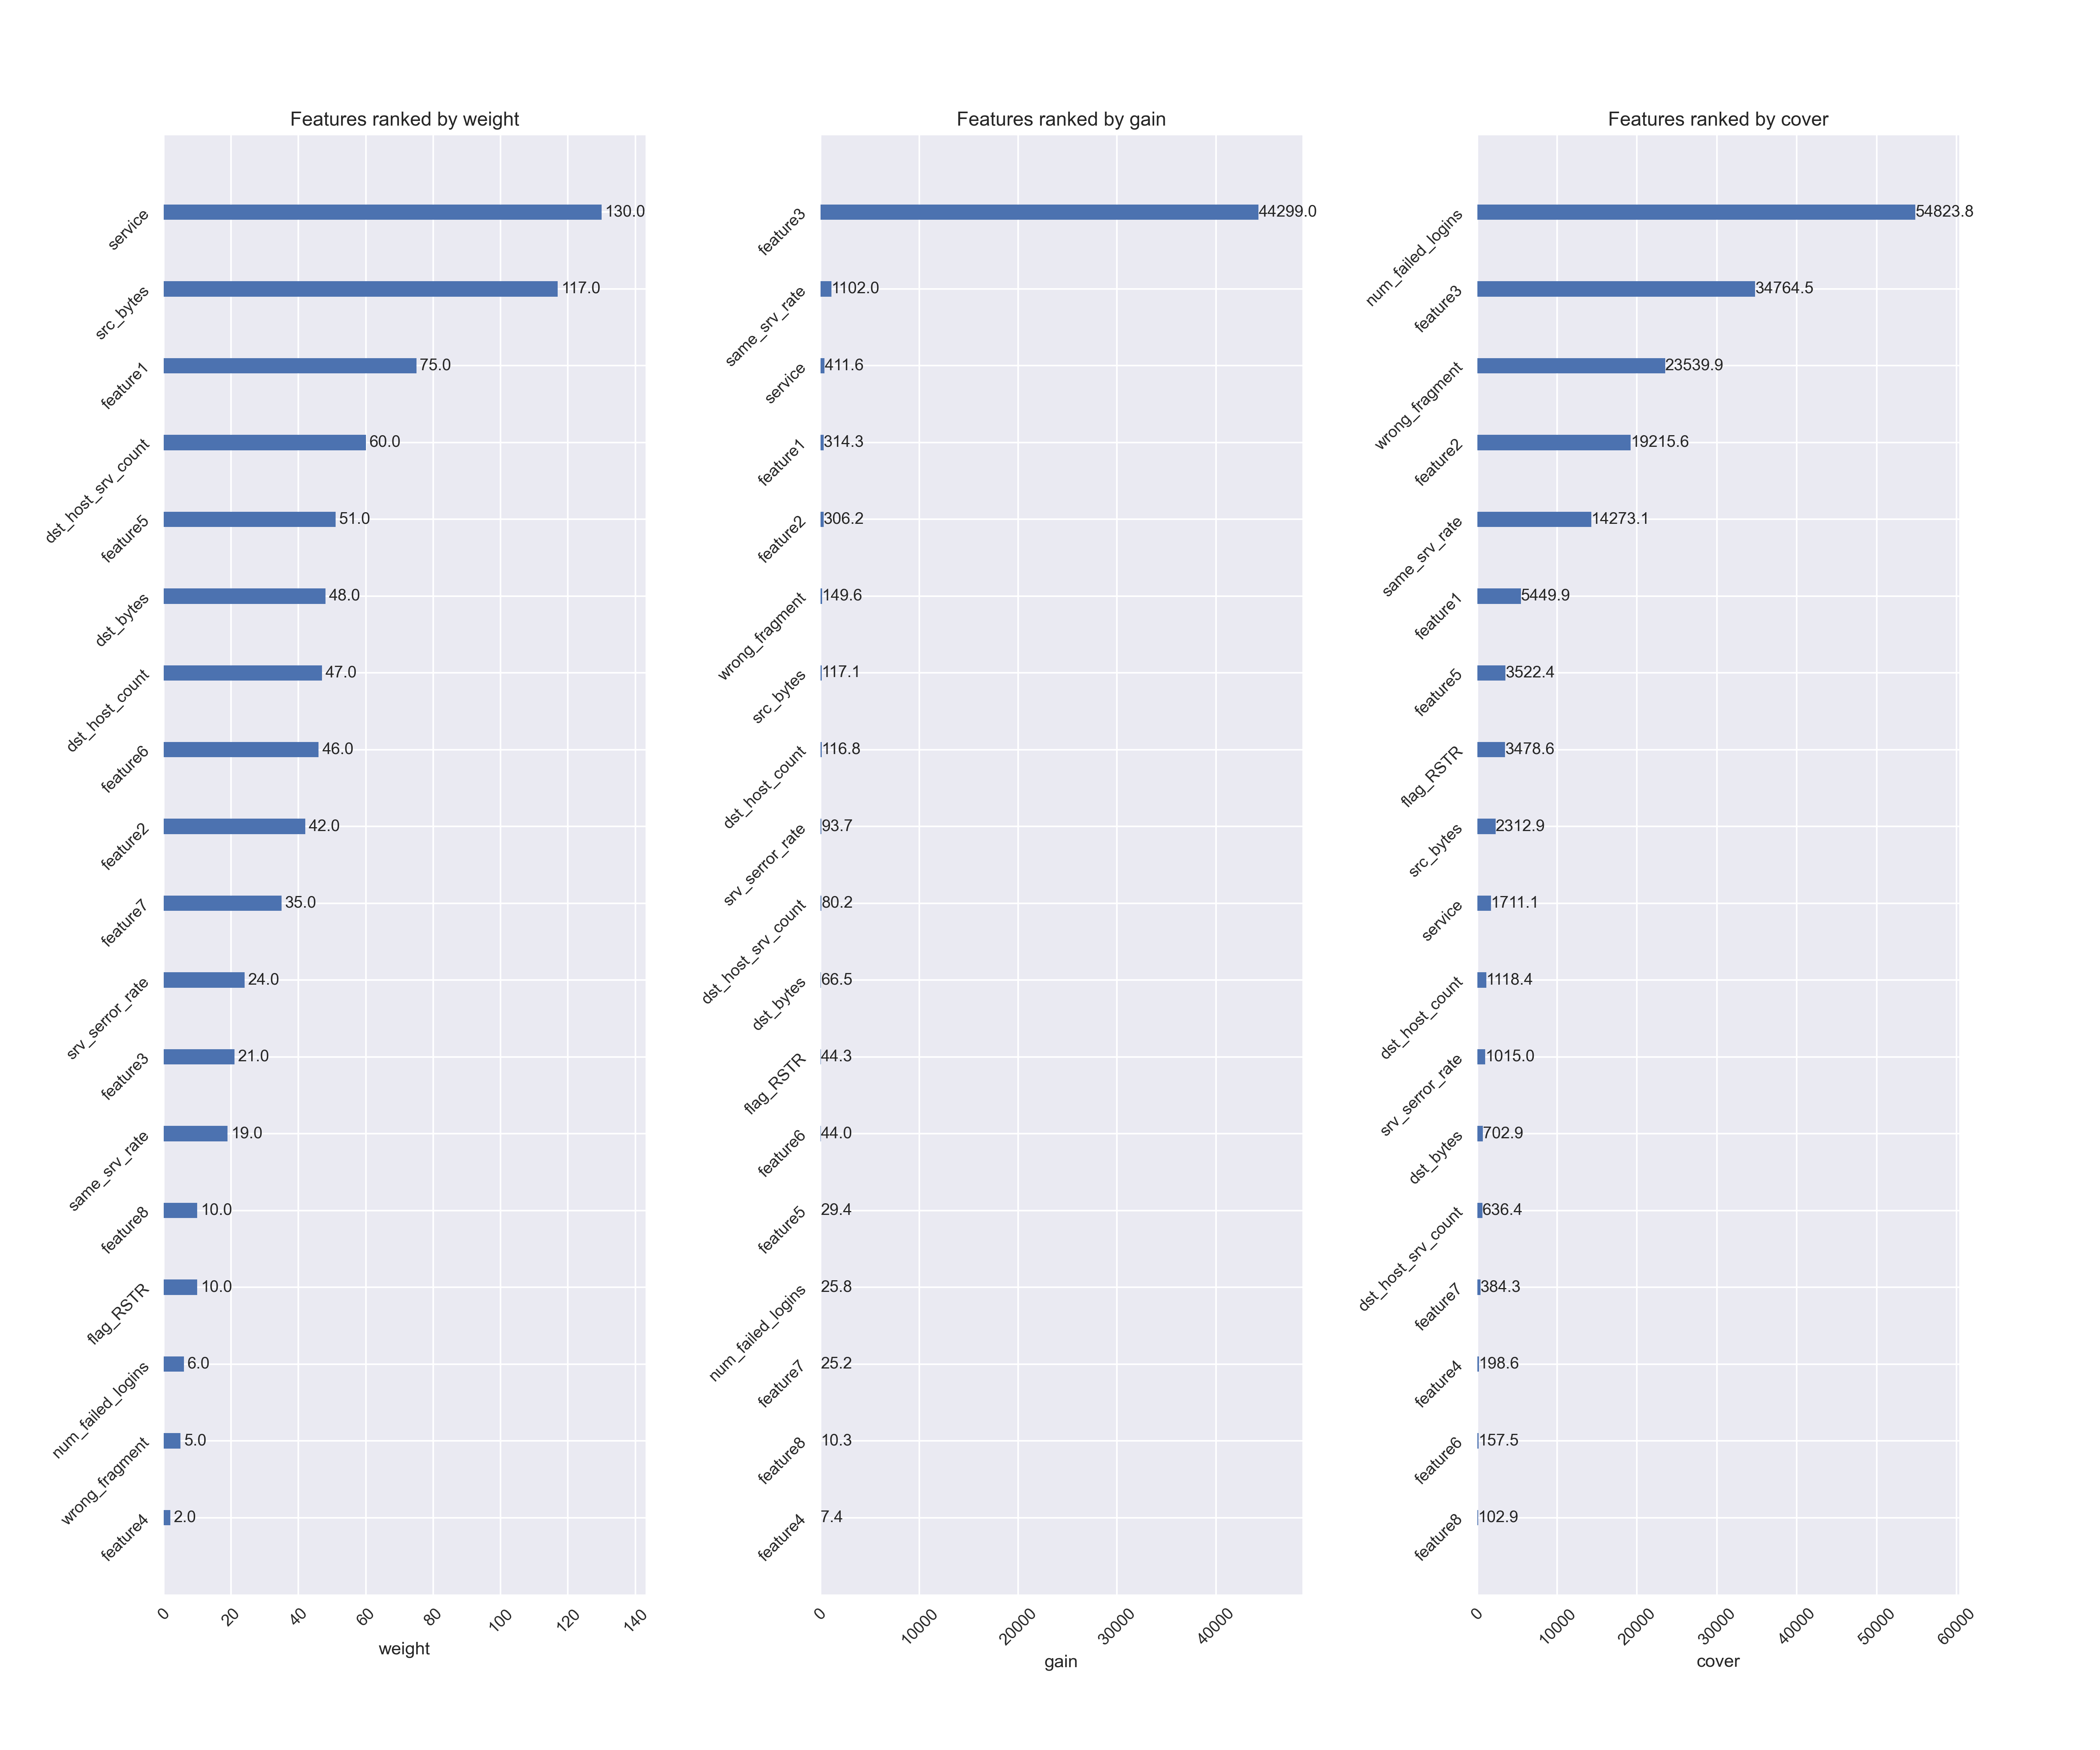 Features ranked by weight
service 130.0
src_bytes 117.0
feature1 75.0
dst_host_srv_count 60.0
feature5 51.0
dst_bytes 48.0
dst_host_count 47.0
feature6 46.0
feature2 42.0
feature7 35.0
srv_serror_rate 24.0
feature3 21.0
same_srv_rate 19.0
feature8 10.0
flag_RSTR 10.0
num_failed_logins 6.0
wrong_fragment 5.0
feature4 2.0
0 20 40 60 80 100 120 140
weight
Features ranked by gain
feature3 44299.0
same_srv_rate 1102.0
service 411.6
feature1 314.3
feature2 306.2
wrong_fragment 149.6
src_bytes 117.1
dst_host_count 116.8
srv_serror_rate 93.7
dst_host_srv_count 80.2
dst_bytes 66.5
flag_RSTR 44.3
feature6 44.0
feature5 29.4
num_failed_logins 25.8
feature7 25.2
feature8 10.3
feature4 7.4
0 10000 20000 30000 40000
gain
Features ranked by cover
num_failed_logins 54823.8
feature3 34764.5
wrong_fragment 23539.9
feature2 19215.6
same_srv_rate 14273.1
feature1 5449.9
feature5 3522.4
flag_RSTR 3478.6
src_bytes 2312.9
service 1711.1
dst_host_count 1118.4
srv_serror_rate 1015.0
dst_bytes 702.9
dst_host_srv_count 636.4
feature7 384.3
feature4 198.6
feature6 157.5
feature8 102.9
0 10000 20000 30000 40000 50000 60000
cover